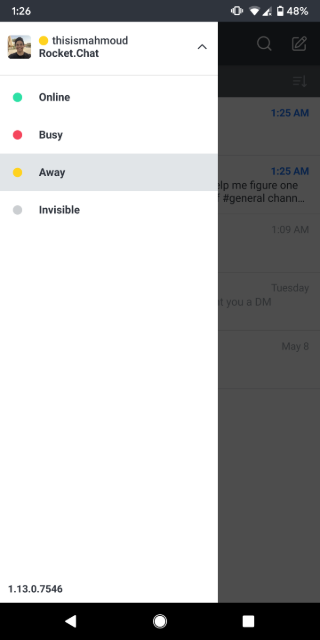 1:26
48%
thisismahmoud
Rocket.Chat
Online
1:25 AM
Busy
Away
1:25 AM
elp me figure one
#general chann...
Invisible
1:09 AM
Tuesday
t you a DM
May 8
1.13.0.7546